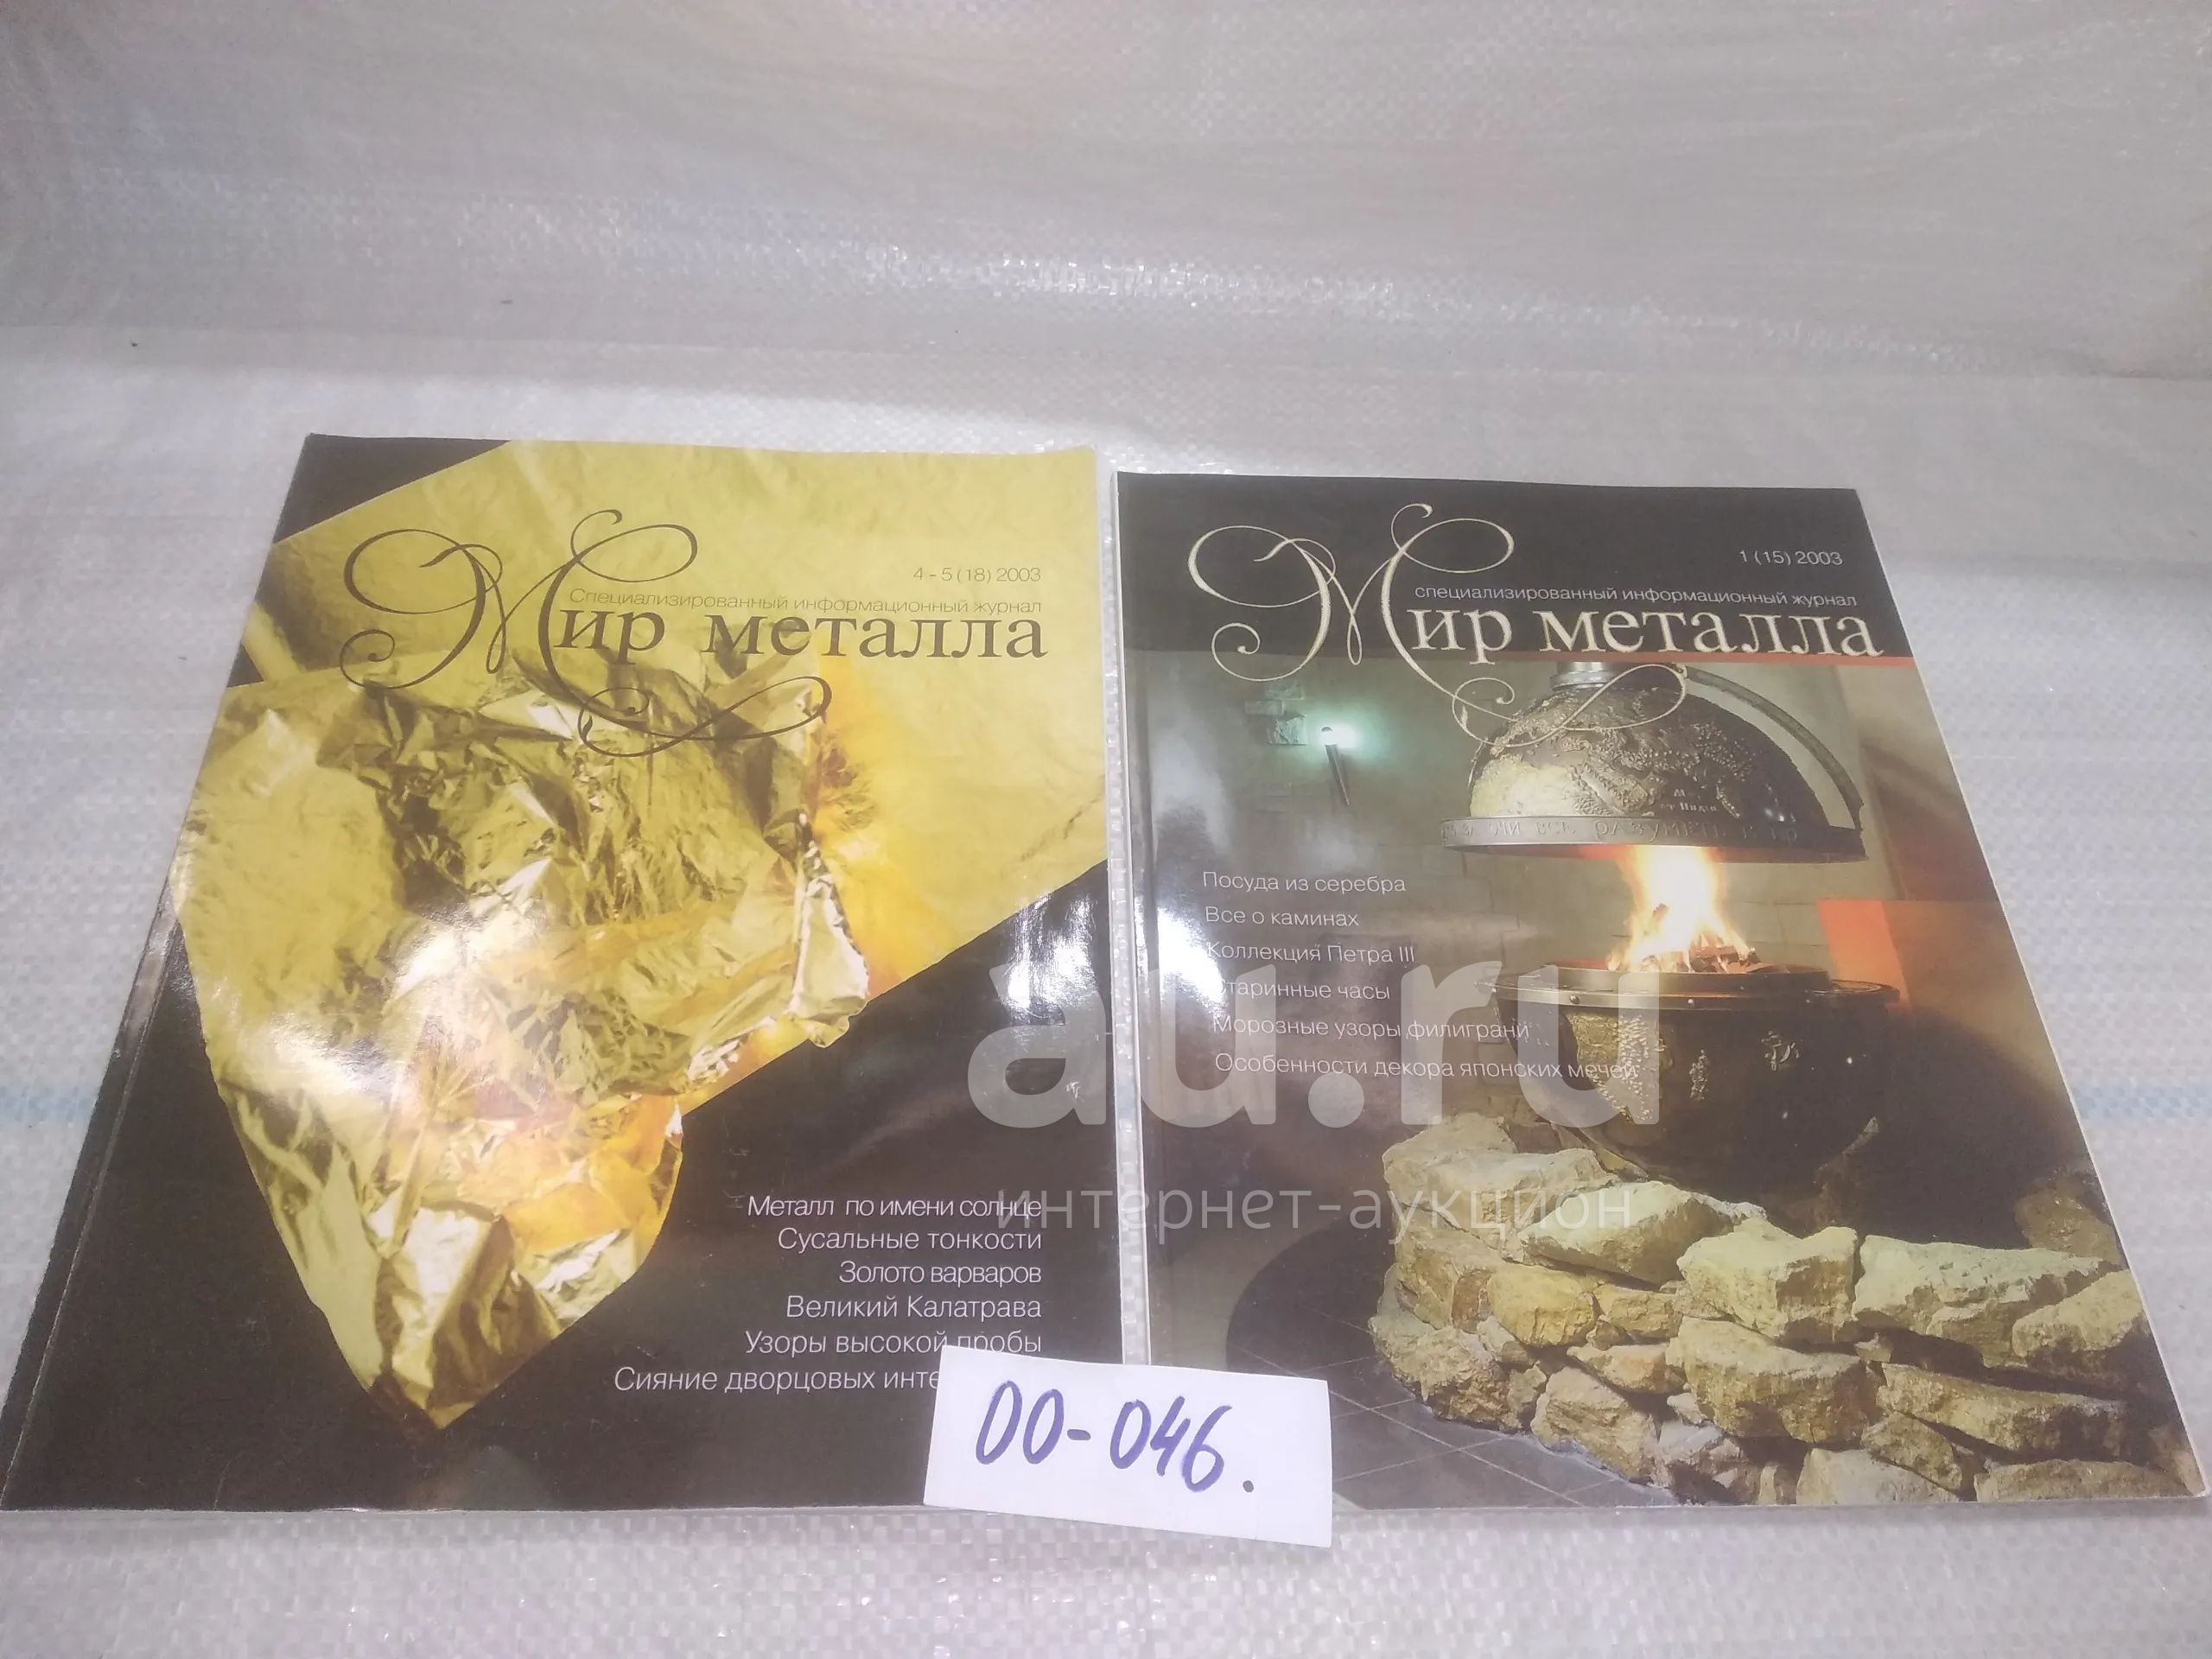 4 - 5 (18) 2003
Специализированный информационный журнал
Мир металла
Металл по имени солнце
Сусальные тонкости
Золото варваров
Великий Калатрава
Узоры высокой пробы
Сияние дворцовых инте
1 (15) 2003
специализированный информационный журнал
Мир металла
Посуда из серебра
Все о каминах
Коллекция Петра III
Старинные часы
Морозные узоры филиграни
Особенности декора японских мечей
00-046.
au.ru
интернет-аукцион